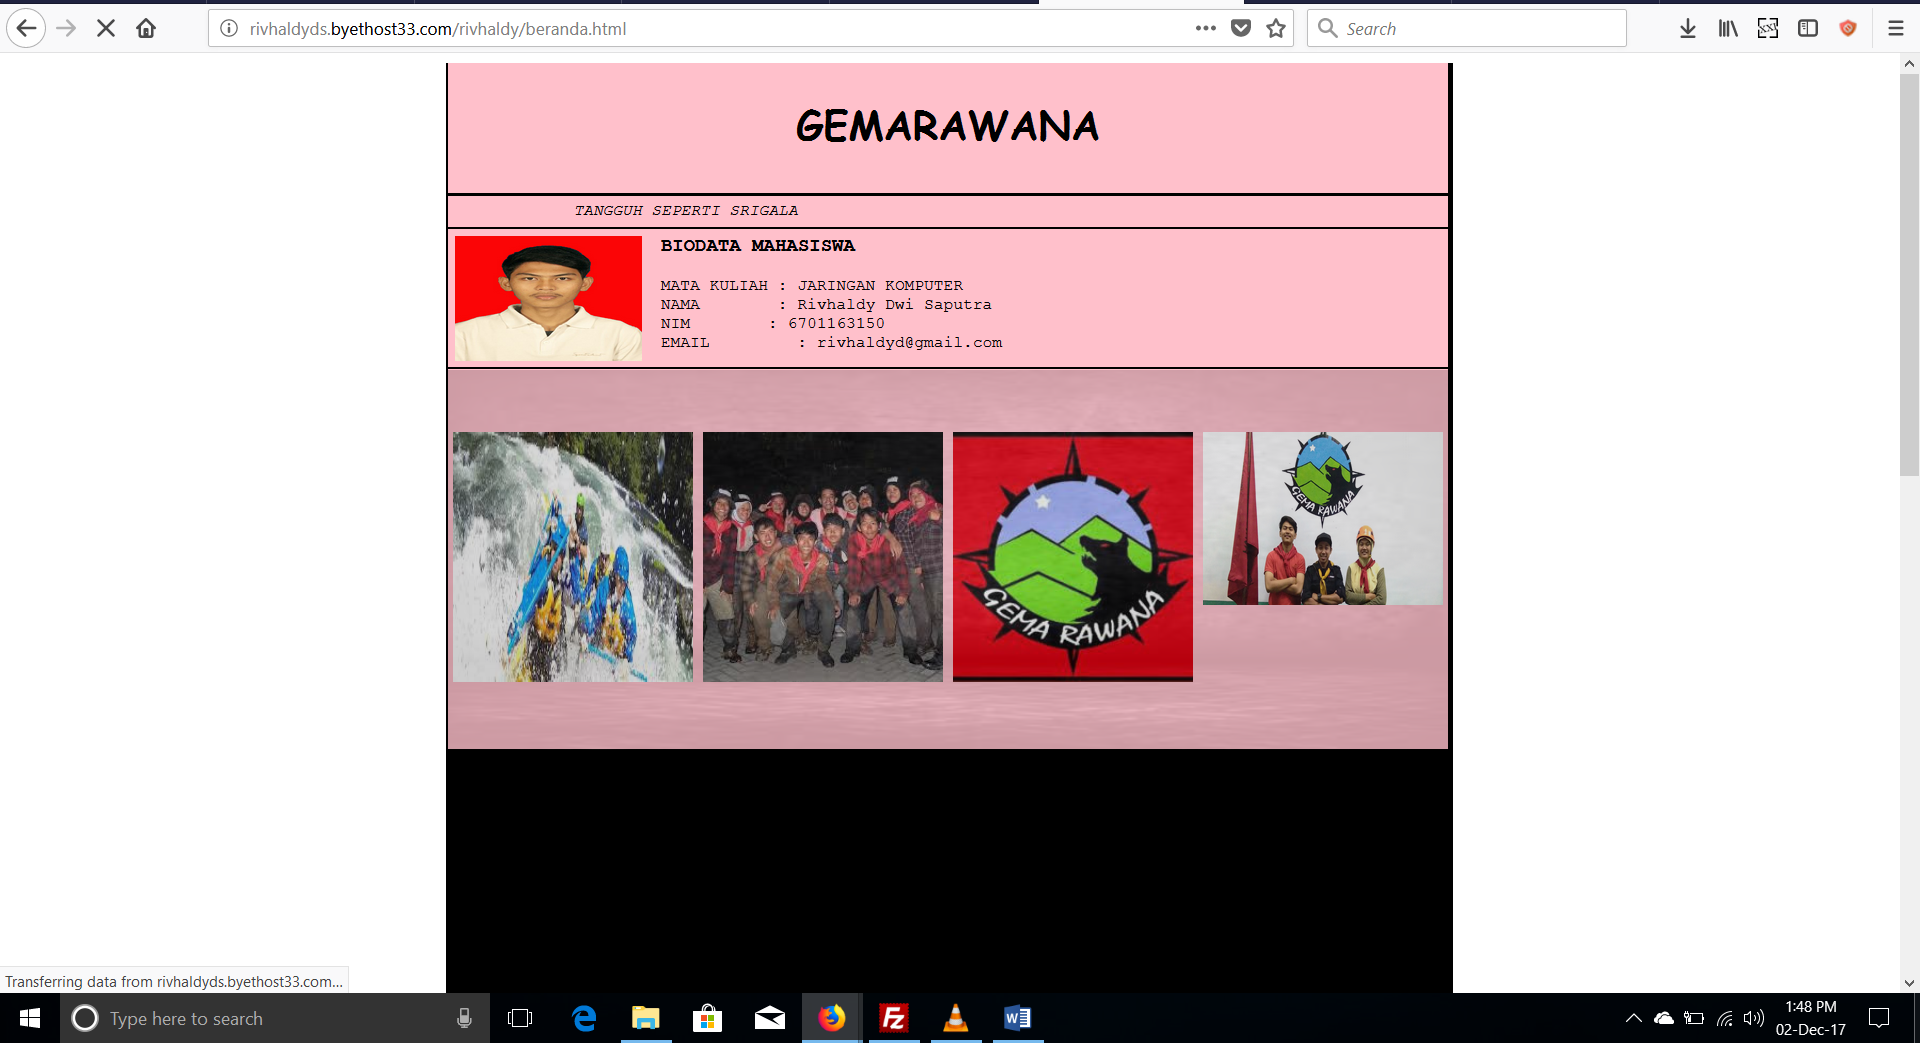 rivhaldyds.byethost33.com/rivhaldy/beranda.html
Search
GEMARAWANA
TANGGUH SEPERTI SRIGALA
BIODATA MAHASISWA
MATA KULIAH : JARINGAN KOMPUTER
NAMA : Rivhaldy Dwi Saputra
NIM : 6701163150
EMAIL : rivhaldyd@gmail.com
GEMA RAWANA
GEMA RAWANA
Transferring data from rivhaldyds.byethost33.com...
Type here to search
1:48 PM
02-Dec-17